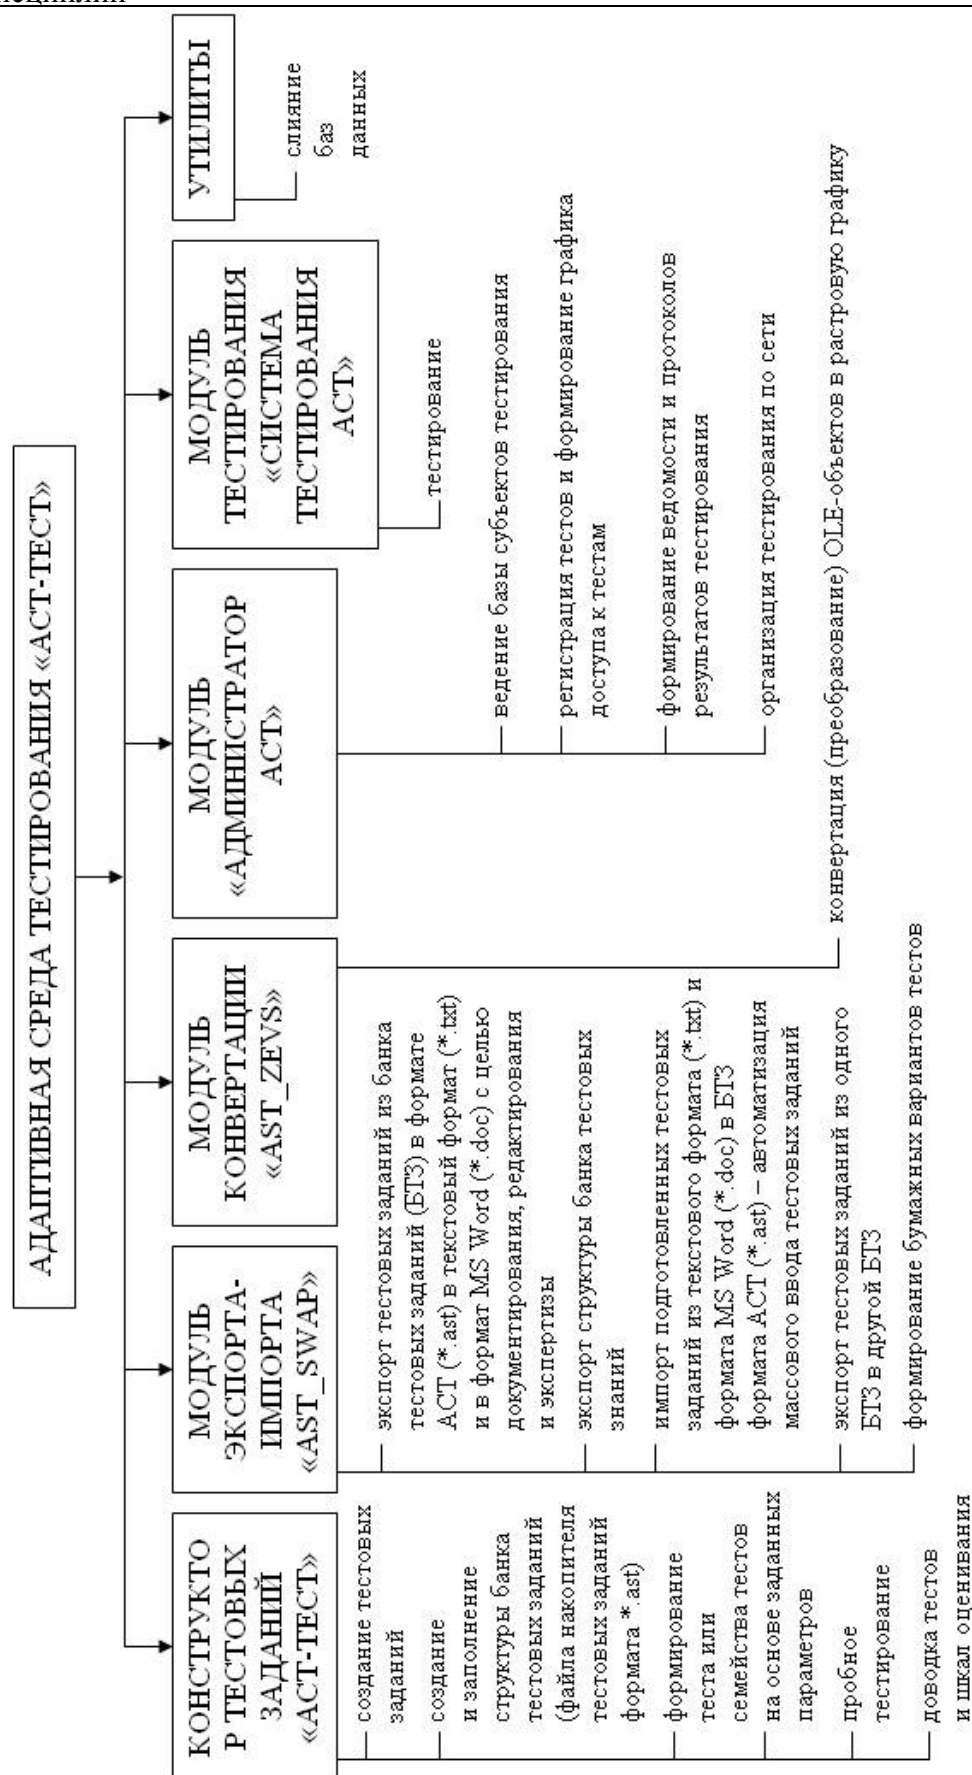 АДАПТИВНАЯ СРЕДА ТЕСТИРОВАНИЯ «АСТ-ТЕСТ»
КОНСТРУКТО
Р ТЕСТОВЫХ
ЗАДАНИЙ
«АСТ-ТЕСТ»
создание тестовых
заданий
создание
и заполнение
структуры банка
тестовых заданий
(файла накопителя
тестовых заданий
формата *.ast)
формирование
теста или
семейства тестов
на основе заданных
параметров
пробное
тестирование
доводка тестов
и шкал оценивания
МОДУЛЬ
ЭКСПОРТА-
ИМПОРТА
«AST_SWAP»
экспорт тестовых заданий из банка
тестовых заданий (БТЗ) в формате
АСТ (*.ast) в текстовый формат (*.txt)
и в формат MS Word (*.doc) с целью
документирования, редактирования
и экспертизы
экспорт структуры банка тестовых
знаний
импорт подготовленных тестовых
заданий из текстового формата (*.txt) и
формата MS Word (*.doc) в БТЗ
формата АСТ (*.ast) – автоматизация
массового ввода тестовых заданий
экспорт тестовых заданий из одного
БТЗ в другой БТЗ
формирование бумажных вариантов тестов
МОДУЛЬ
КОНВЕРТАЦИИ
«AST_ZEVS»
конвертация (преобразование) OLE-объектов в растровую графику
МОДУЛЬ
«АДМИНИСТРАТОР
АСТ»
ведение базы субъектов тестирования
регистрация тестов и формирование графика
доступа к тестам
формирование ведомости и протоколов
результатов тестирования
организация тестирования по сети
МОДУЛЬ
ТЕСТИРОВАНИЯ
«СИСТЕМА
ТЕСТИРОВАНИЯ
АСТ»
тестирование
УТИЛИТЫ
слияние
баз
данных